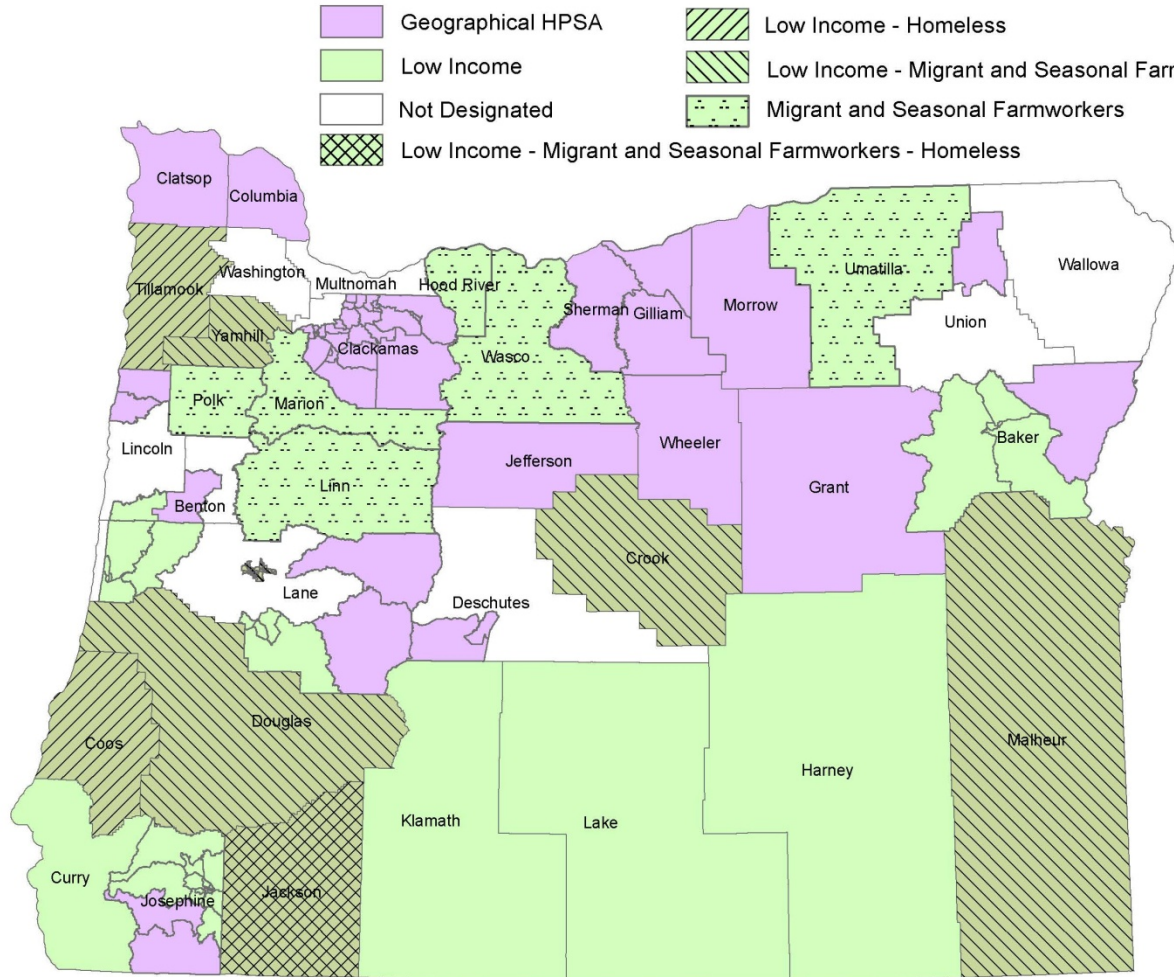 Geographical HPSA
Low Income - Homeless
Low Income
Low Income - Migrant and Seasonal Far
Not Designated
Migrant and Seasonal Farmworkers
Low Income - Migrant and Seasonal Farmworkers - Homeless
Clatsop
Columbia
Tillamook
Washington
Multnomah
Hood River
Umatilla
Wallowa
Sherman
Gilliam
Morrow
Union
Yamhill
Clackamas
Wasco
Polk
Marion
Lincoln
Jefferson
Wheeler
Baker
Linn
Grant
Benton
Crook
Lane
Deschutes
Douglas
Coos
Malheur
Harney
Klamath
Lake
Curry
Josephine
Jackson